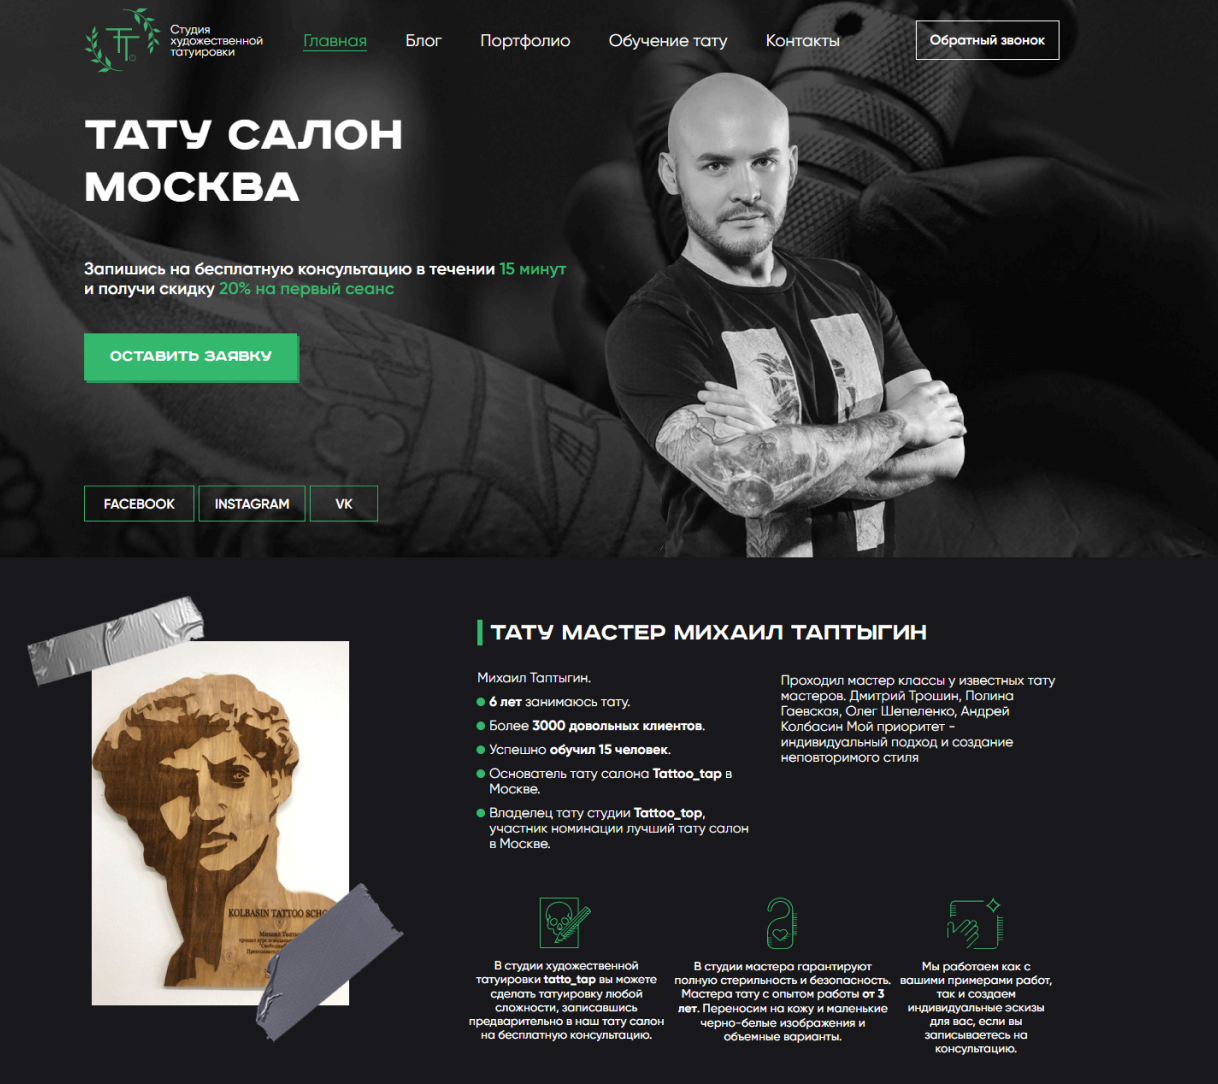 Студия
художественной
татуировки
Главная
Блог
Портфолио
Обучение тату
Контакты
Обратный звонок
ТАТУ САЛОН
МОСКВА
Запишись на бесплатную консультацию в течении 15 минут
и получи скидку 20% на первый сеанс
ОСТАВИТЬ ЗАЯВКУ
FACEBOOK
INSTAGRAM
VK
KOLBASIN TATTOO
ТАТУ МАСТЕР МИХАИЛ ТАПТЫГИН
Михаил Таптыгин.
6 лет занимаюсь тату.
Более 3000 довольных клиентов.
Успешно обучил 15 человек.
Основатель тату салона Tattoo_tap в
Москве.
Владелец тату студии Tattoo_top,
участник номинации лучший тату салон
в Москве.
Проходил мастер классы у известных тату
мастеров. Дмитрий Трошин, Полина
Гаевская, Олег Шепеленко, Андрей
Колбасин Мой приоритет -
индивидуальный подход и создание
неповторимого стиля
В студии художественной
татуировки tatto_tap вы можете
сделать татуировку любой
сложности, записавшись
предварительно в наш тату салон
на бесплатную консультацию.
В студии мастера гарантируют
полную стерильность и безопасность.
Мастера тату с опытом работы от 3
лет. Переносим на кожу и маленькие
черно-белые изображения и
объемные варианты.
Мы работаем как с
вашими примерами работ,
так и создаем
индивидуальные эскизы
для вас, если вы
записываетесь на
консультацию.